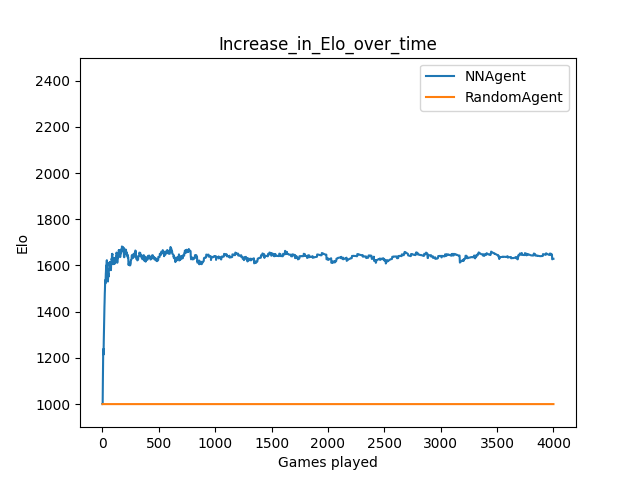 Increase_in_Elo_over_time
NNAgent
RandomAgent
2400
2200
2000
1800
1600
1400
1200
1000
Elo
0 500 1000 1500 2000 2500 3000 3500 4000
Games played